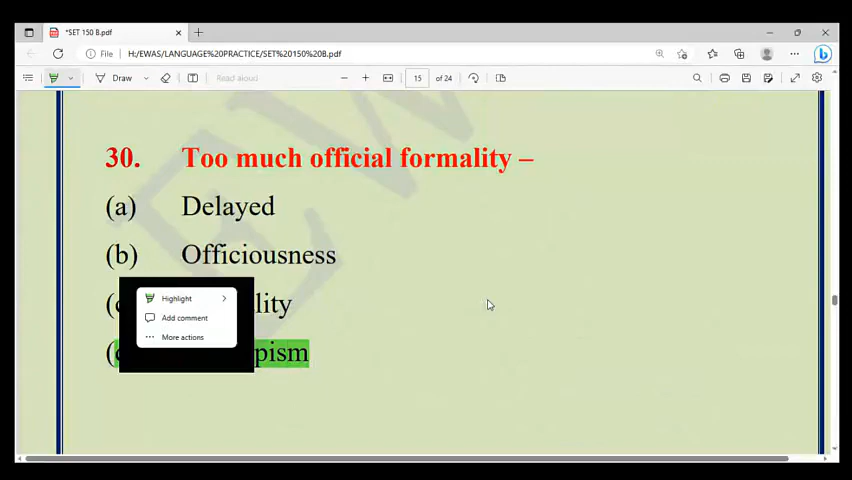 *SET 150 B.pdf
File H:/EWAS/LANGUAGE%20PRACTICE/SET%20150%20B.pdf
Draw Read aloud 15 of 24
30. Too much official formality –
(a) Delayed
(b) Officiousness
Highlight
lity
Add comment
More actions
pism